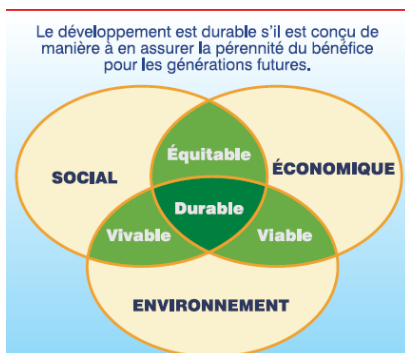 Le développement est durable s'il est conçu de
manière à en assurer la pérennité du bénéfice
pour les générations futures.
Équitable
SOCIAL
ÉCONOMIQUE
Durable
Vivable
Viable
ENVIRONNEMENT